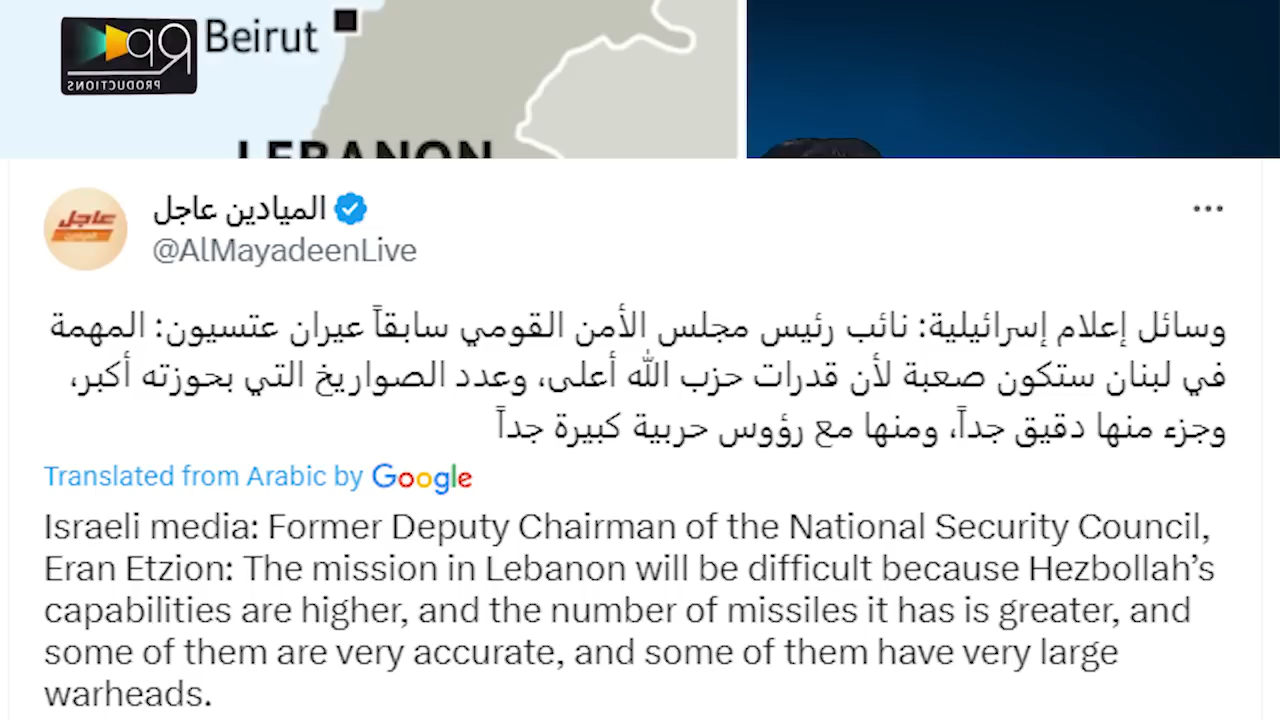 Beirut
qp
PRODUCTIONS
LEBANON
عاجل
الميادين
الميادين عاجل
@AlMayadeenLive
وسائل إعلام إسرائيلية: نائب رئيس مجلس الأمن القومي سابقاً عيران عتسيون: المهمة
في لبنان ستكون صعبة لأن قدرات حزب الله أعلى، وعدد الصواريخ التي بحوزته أكبر،
وجزء منها دقيق جداً، ومنها مع رؤوس حربية كبيرة جداً
Translated from Arabic by Google
Israeli media: Former Deputy Chairman of the National Security Council,
Eran Etzion: The mission in Lebanon will be difficult because Hezbollah’s
capabilities are higher, and the number of missiles it has is greater, and
some of them are very accurate, and some of them have very large
warheads.